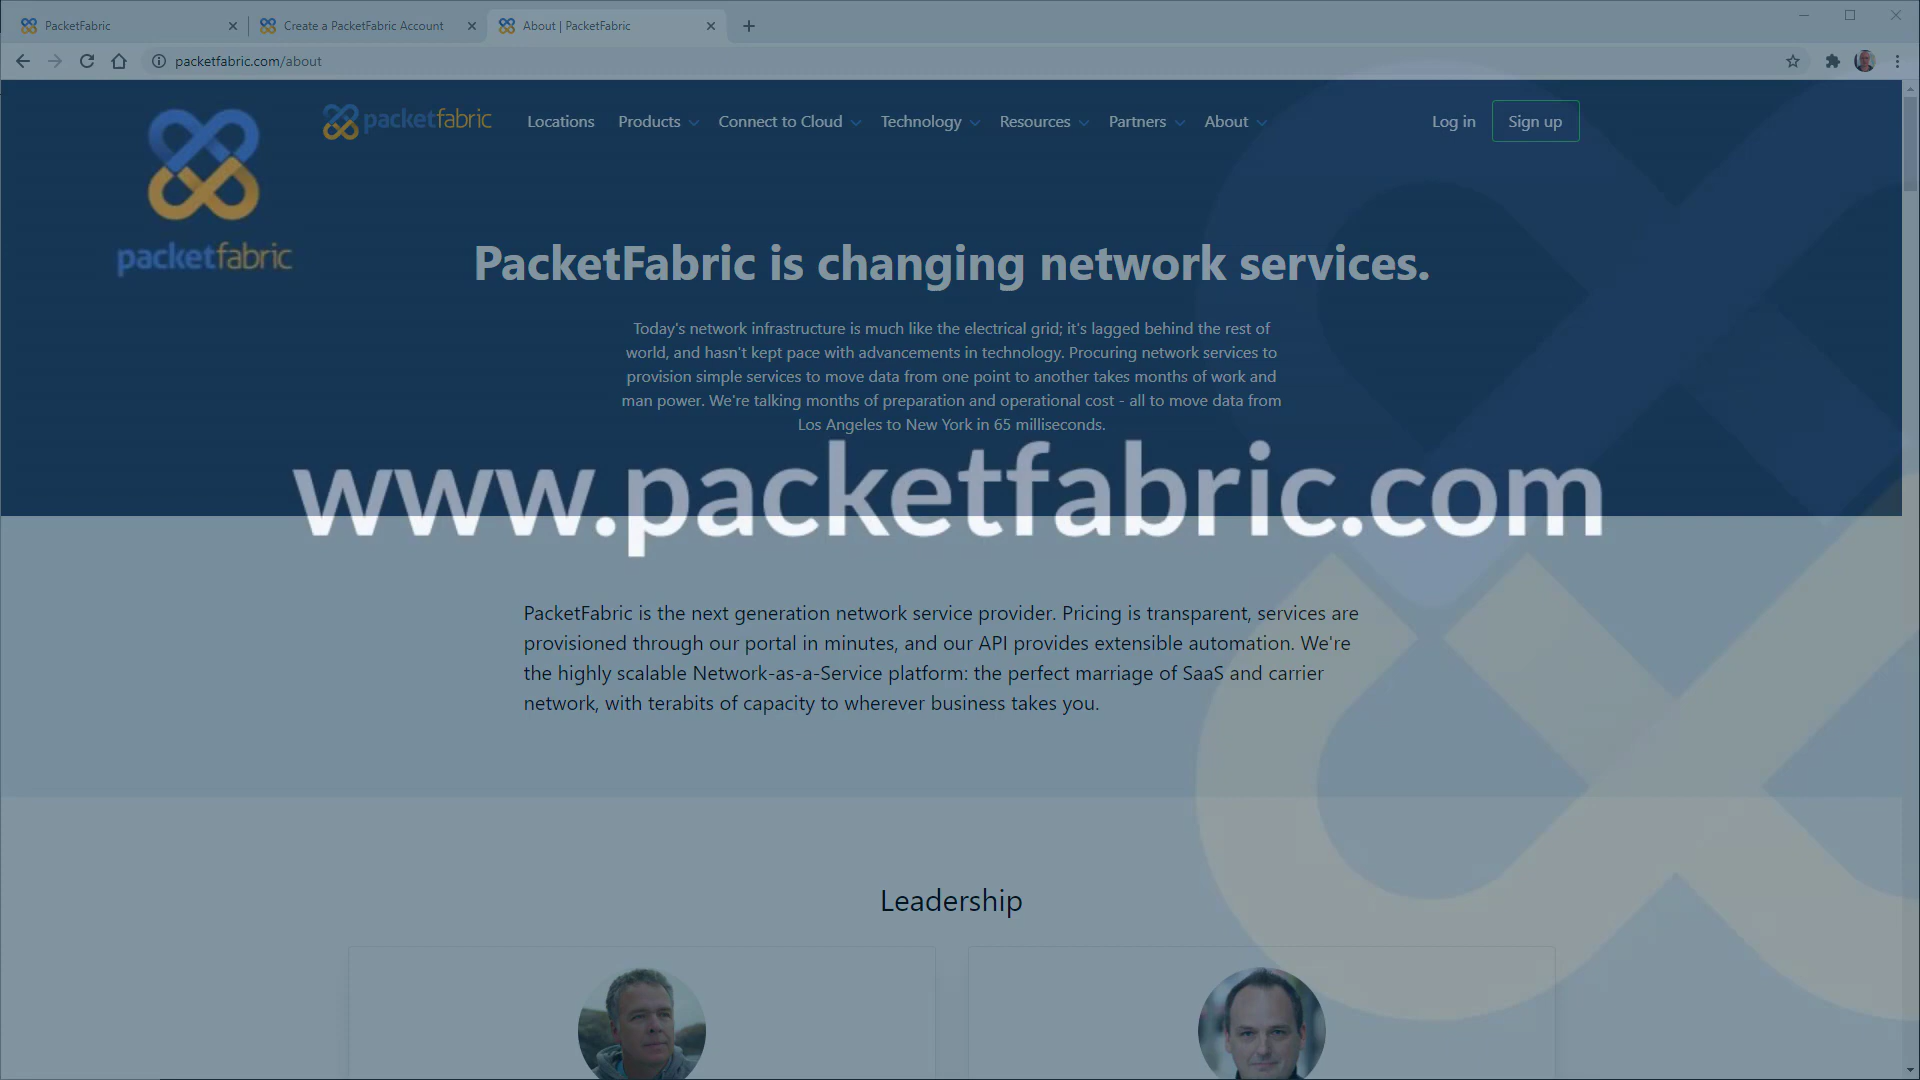 PacketFabric
Create a PacketFabric Account
About | PacketFabric
packetfabric.com/about
packetfabric
packetfabric
Locations
Products
Connect to Cloud
Technology
Resources
Partners
About
Log in
Sign up
PacketFabric is changing network services.
Today's network infrastructure is much like the electrical grid; it's lagged behind the rest of
world, and hasn't kept pace with advancements in technology. Procuring network services to
provision simple services to move data from one point to another takes months of work and
man power. We're talking months of preparation and operational cost - all to move data from
Los Angeles to New York in 65 milliseconds.
www.packetfabric.com
PacketFabric is the next generation network service provider. Pricing is transparent, services are
provisioned through our portal in minutes, and our API provides extensible automation. We're
the highly scalable Network-as-a-Service platform: the perfect marriage of SaaS and carrier
network, with terabits of capacity to wherever business takes you.
Leadership